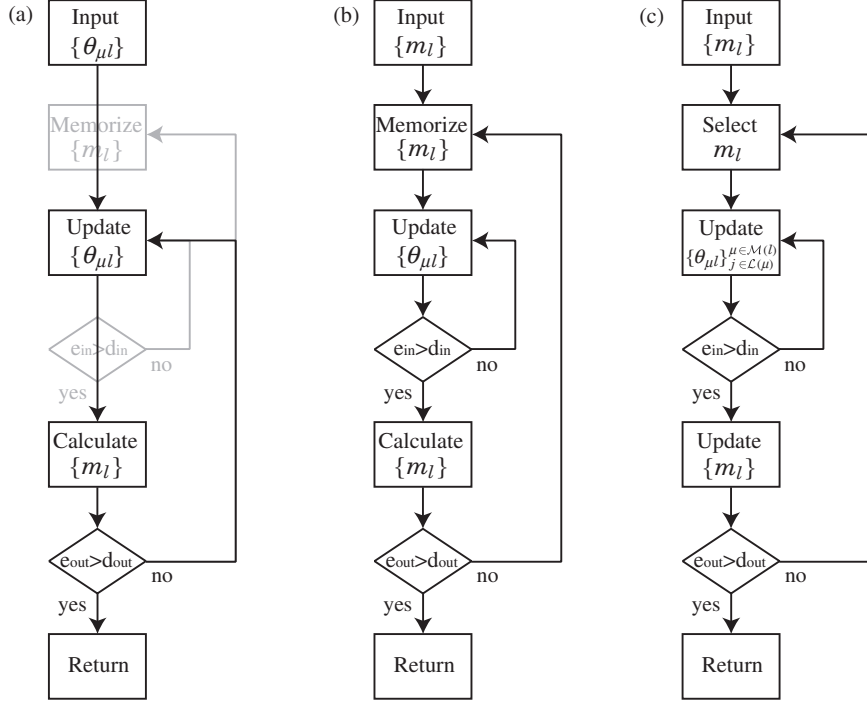 (a)
Input
{θμl}
Memorize
{ml}
Update
{θμl}
ein>din
no
yes
Calculate
{ml}
eout>dout
no
yes
Return
(b)
Input
{ml}
Memorize
{ml}
Update
{θμl}
ein>din
no
yes
Calculate
{ml}
eout>dout
no
yes
Return
(c)
Input
{ml}
Select
ml
Update
{θμl}μ∈M(l) j∈L(μ)
ein>din
no
yes
Update
{ml}
eout>dout
no
yes
Return